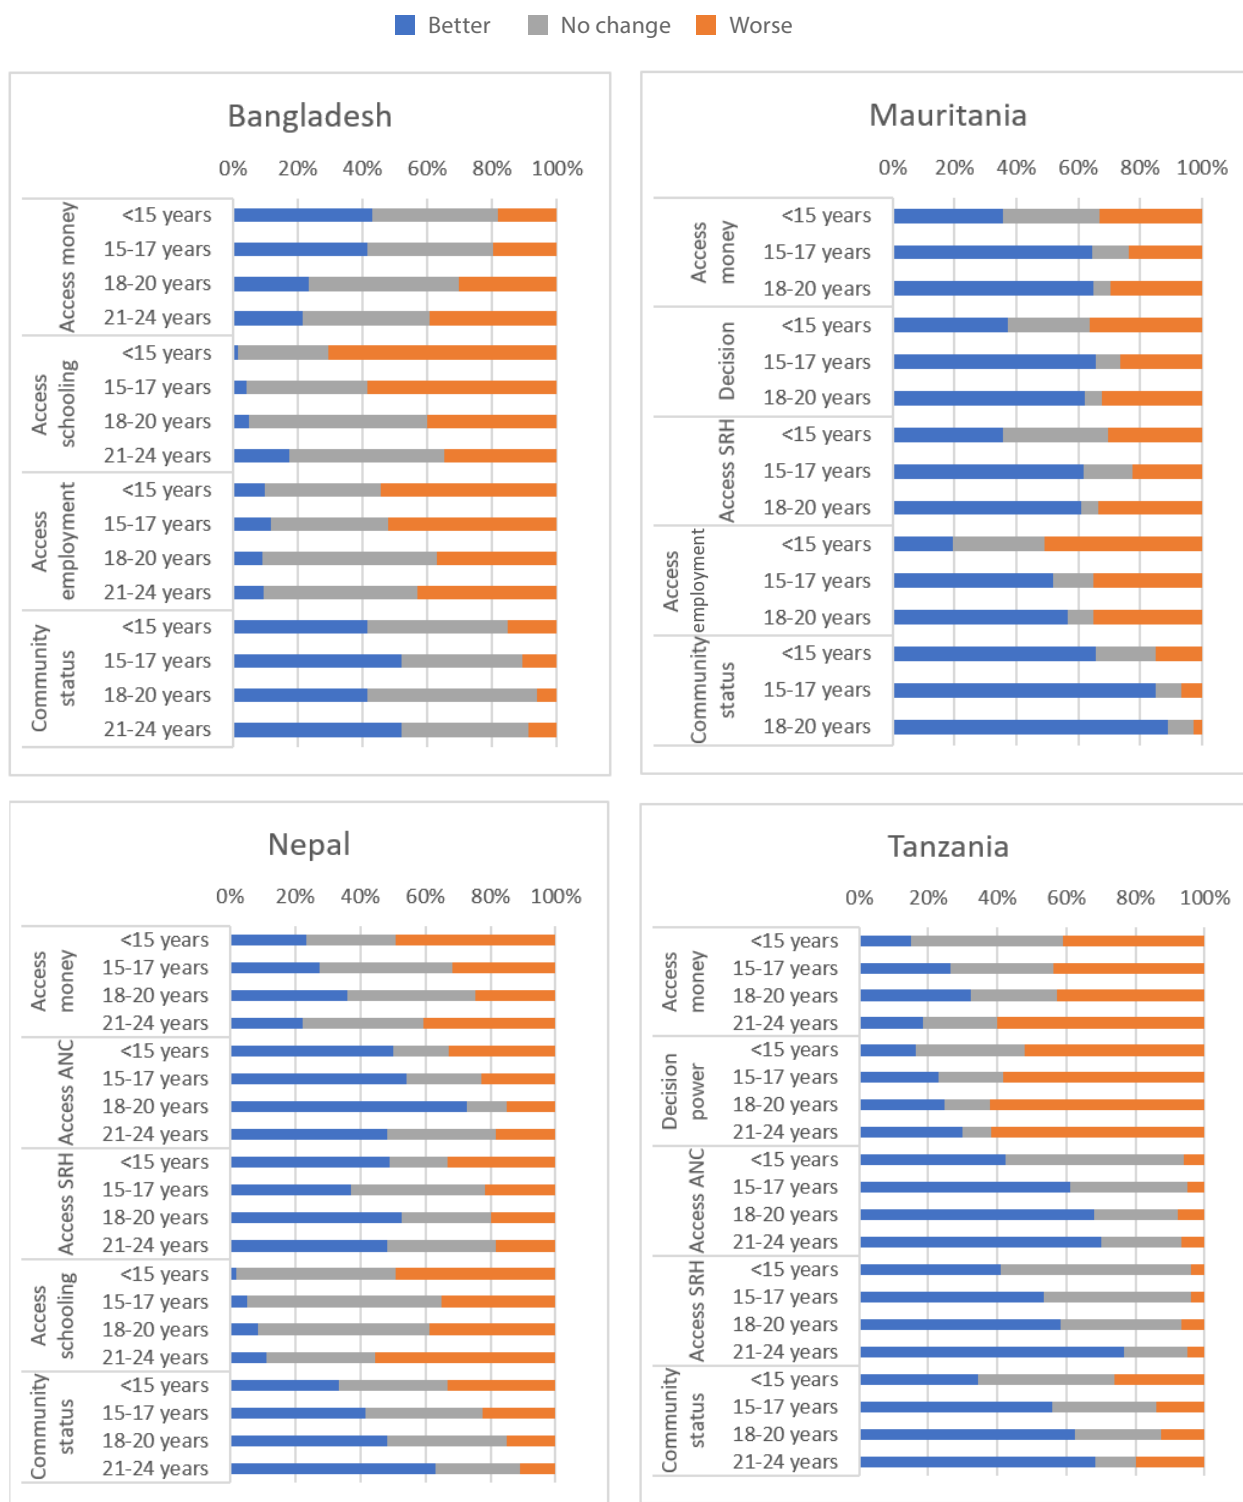 Better No change Worse
Bangladesh
0% 20% 40% 60% 80% 100%
Access money
<15 years
15-17 years
18-20 years
21-24 years
Access
schooling
<15 years
15-17 years
18-20 years
21-24 years
Access
employment
<15 years
15-17 years
18-20 years
21-24 years
Community
status
<15 years
15-17 years
18-20 years
21-24 years
Mauritania
0% 20% 40% 60% 80% 100%
Access
money
<15 years
15-17 years
18-20 years
Decision
<15 years
15-17 years
18-20 years
Access SRH
<15 years
15-17 years
18-20 years
Access
employment
<15 years
15-17 years
18-20 years
Community
status
<15 years
15-17 years
18-20 years
Nepal
0% 20% 40% 60% 80% 100%
Access
money
<15 years
15-17 years
18-20 years
21-24 years
Access ANC
<15 years
15-17 years
18-20 years
21-24 years
Access SRH
<15 years
15-17 years
18-20 years
21-24 years
Access
schooling
<15 years
15-17 years
18-20 years
21-24 years
Community
status
<15 years
15-17 years
18-20 years
21-24 years
Tanzania
0% 20% 40% 60% 80% 100%
Access
money
<15 years
15-17 years
18-20 years
21-24 years
Decision
power
<15 years
15-17 years
18-20 years
21-24 years
Access ANC
<15 years
15-17 years
18-20 years
21-24 years
Access SRH
<15 years
15-17 years
18-20 years
21-24 years
Community
status
<15 years
15-17 years
18-20 years
21-24 years